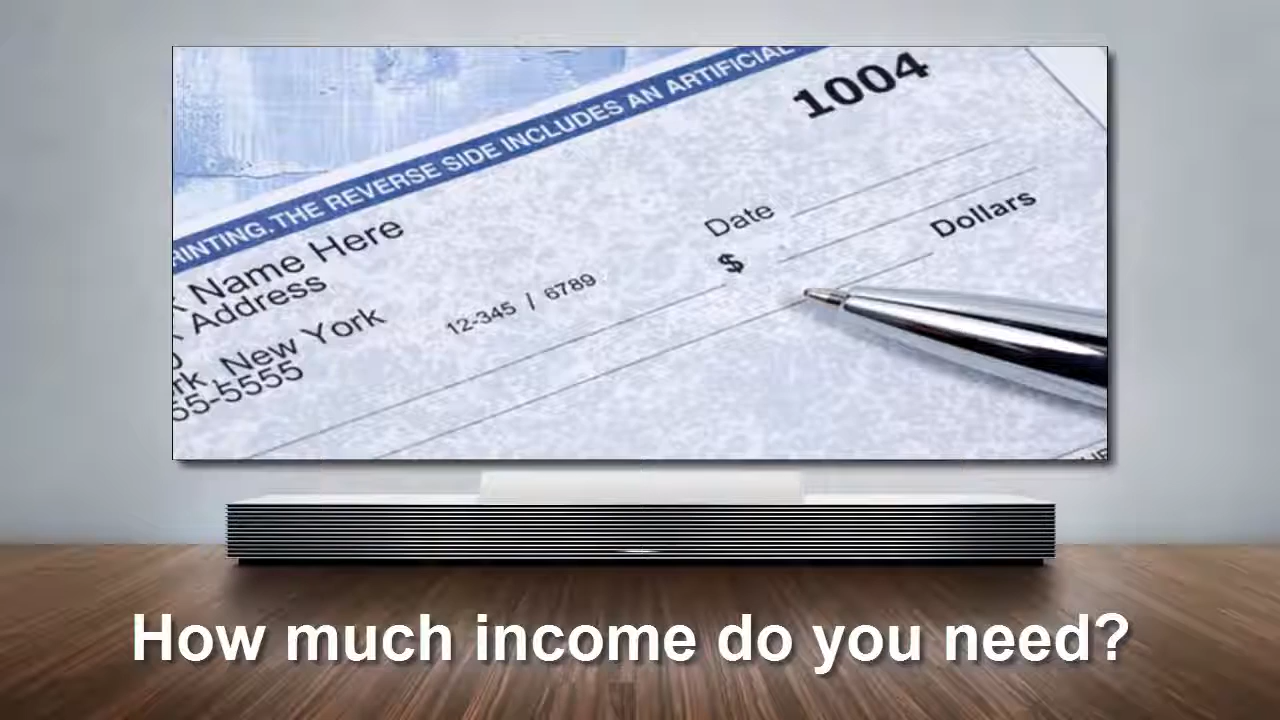 RINTING. THE REVERSE SIDE INCLUDES AN ARTIFICIAL
1004
Name Here
Address
New York
55-5555
12-345 / 6789
Date
$
Dollars
How much income do you need?